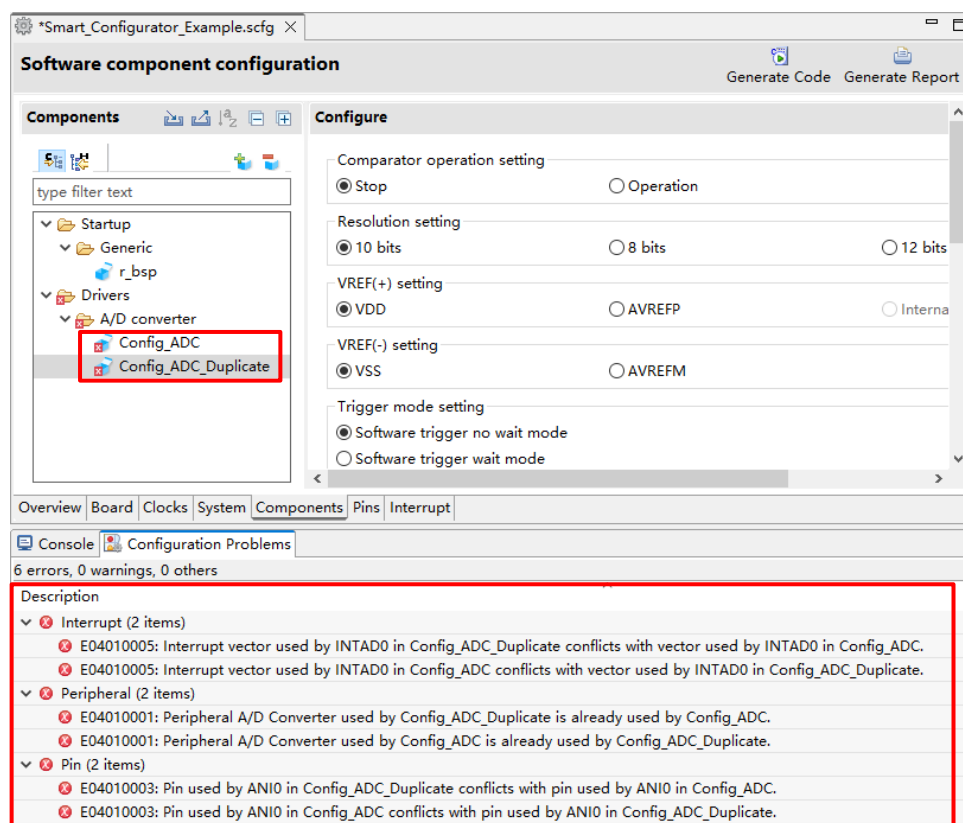 *Smart_Configurator_Example.scfg
Software component configuration
Generate Code Generate Report
Components
Configure
type filter text
Startup
Generic
r_bsp
Drivers
A/D converter
Config_ADC
Config_ADC_Duplicate
Comparator operation setting
Stop Operation
Resolution setting
10 bits 8 bits 12 bits
VREF(+) setting
VDD AVREFP Interna
VREF(-) setting
VSS AVREFM
Trigger mode setting
Software trigger no wait mode
Software trigger wait mode
Overview Board Clocks System Components Pins Interrupt
Console Configuration Problems
6 errors, 0 warnings, 0 others
Description
Interrupt (2 items)
E04010005: Interrupt vector used by INTAD0 in Config_ADC_Duplicate conflicts with vector used by INTAD0 in Config_ADC.
E04010005: Interrupt vector used by INTAD0 in Config_ADC conflicts with vector used by INTAD0 in Config_ADC_Duplicate.
Peripheral (2 items)
E04010001: Peripheral A/D Converter used by Config_ADC_Duplicate is already used by Config_ADC.
E04010001: Peripheral A/D Converter used by Config_ADC is already used by Config_ADC_Duplicate.
Pin (2 items)
E04010003: Pin used by ANI0 in Config_ADC_Duplicate conflicts with pin used by ANI0 in Config_ADC.
E04010003: Pin used by ANI0 in Config_ADC conflicts with pin used by ANI0 in Config_ADC_Duplicate.